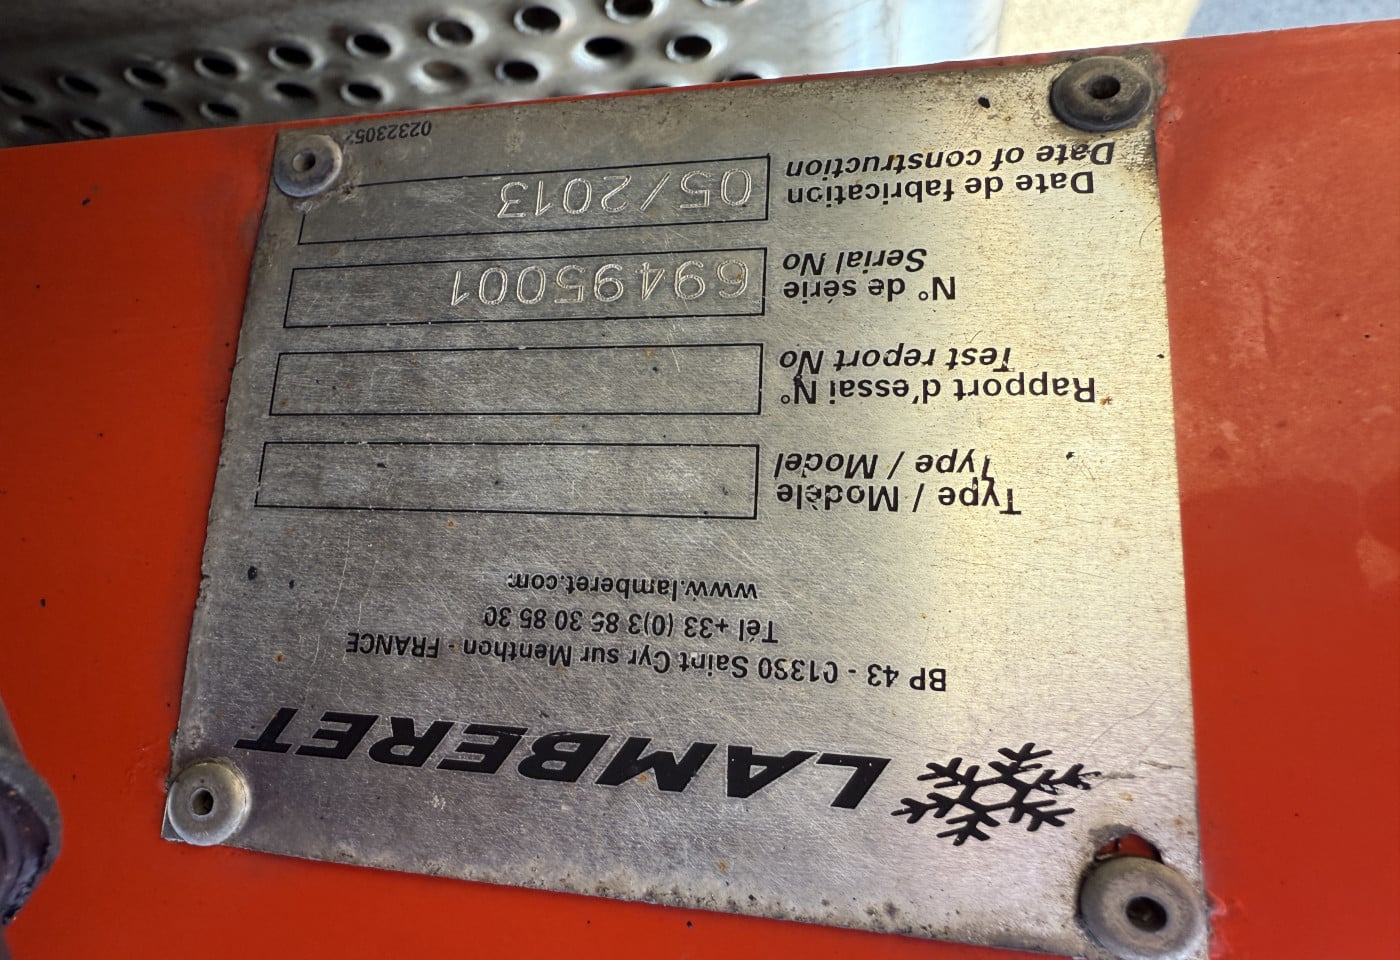 LAMBERET
BP 43 - 01380 Saint Cyr sur Menthon - FRANCE
Tél +33 (0)3 85 30 85 30
www.lamberet.com
Type / Modèle
Type / Model
Rapport d'essai N°
Test report No
N° de série
Serial No
69495001
Date de fabrication
Date of construction
05/2013